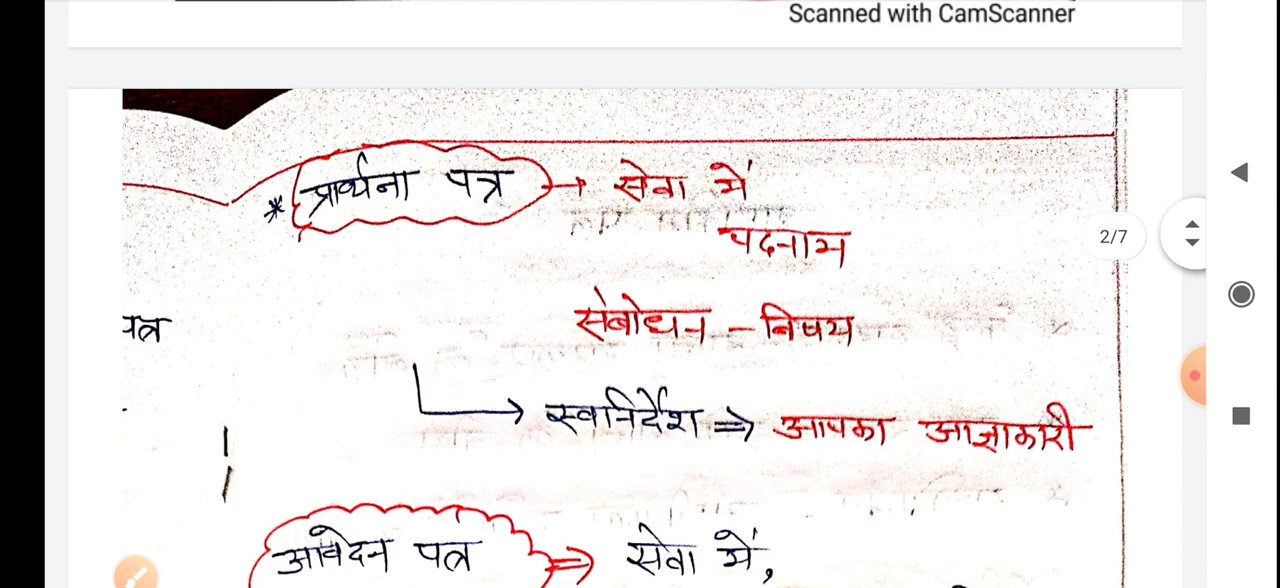 Scanned with CamScanner
* प्रार्थना पत्र → सेवा में
पदनाम
2/7
संबोधन - विषय
पत्र
→ स्वनिर्देश ⇒ आपका आज्ञाकारी
आवेदन पत्र ⇒ सेवा में,